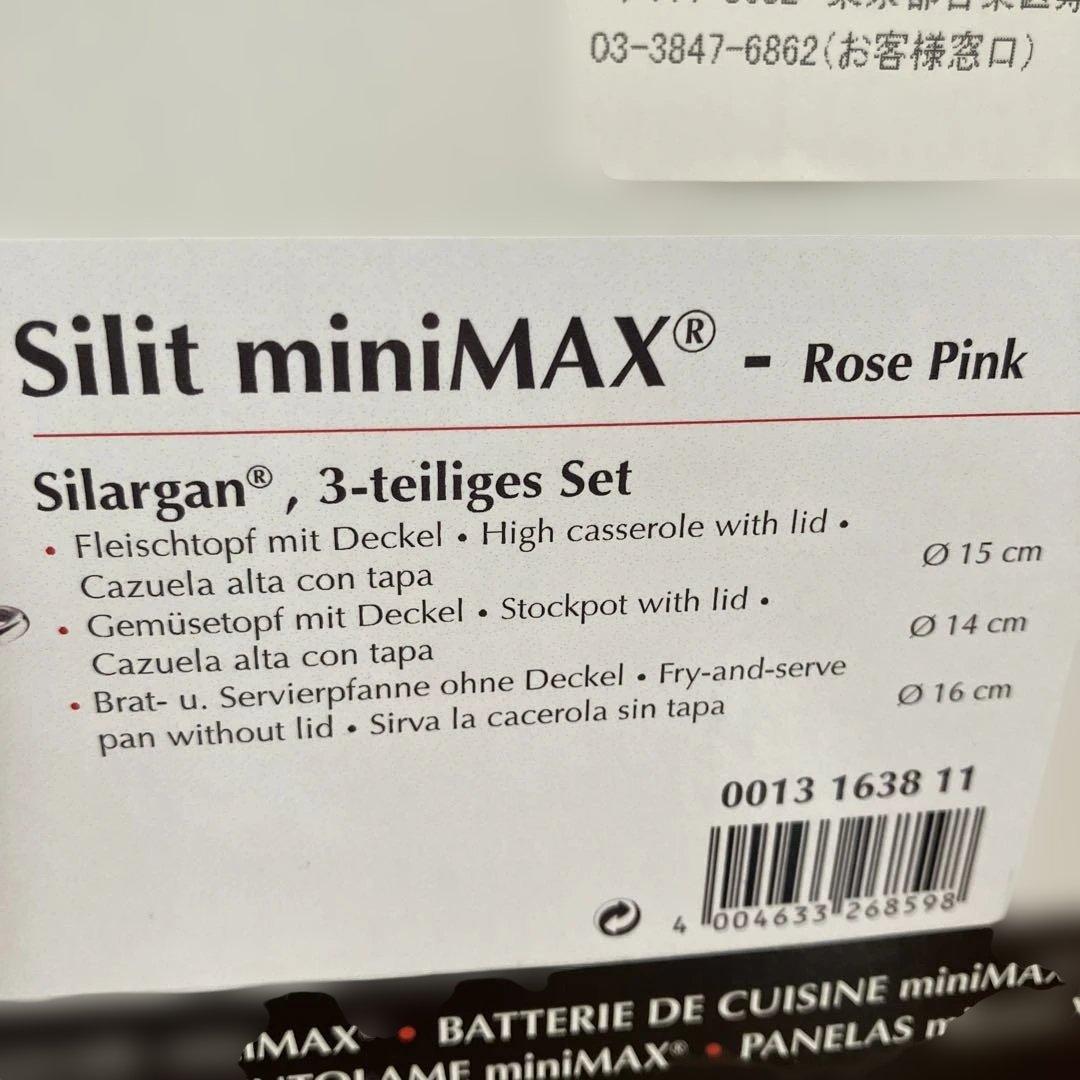 03-3847-6862(お客様窓口)
Silit miniMAX® - Rose Pink
Silargan® , 3-teiliges Set
• Fleischtopf mit Deckel • High casserole with lid •
Cazuela alta con tapa
Ø 15 cm
• Gemüsetopf mit Deckel • Stockpot with lid •
Cazuela alta con tapa
Ø 14 cm
• Brat- u. Servierpfanne ohne Deckel • Fry-and-serve
pan without lid • Sirva la cacerola sin tapa
Ø 16 cm
0013 1638 11
4 004633 268598
• BATTERIE DE CUISINE
miniMAX® • PANELAS